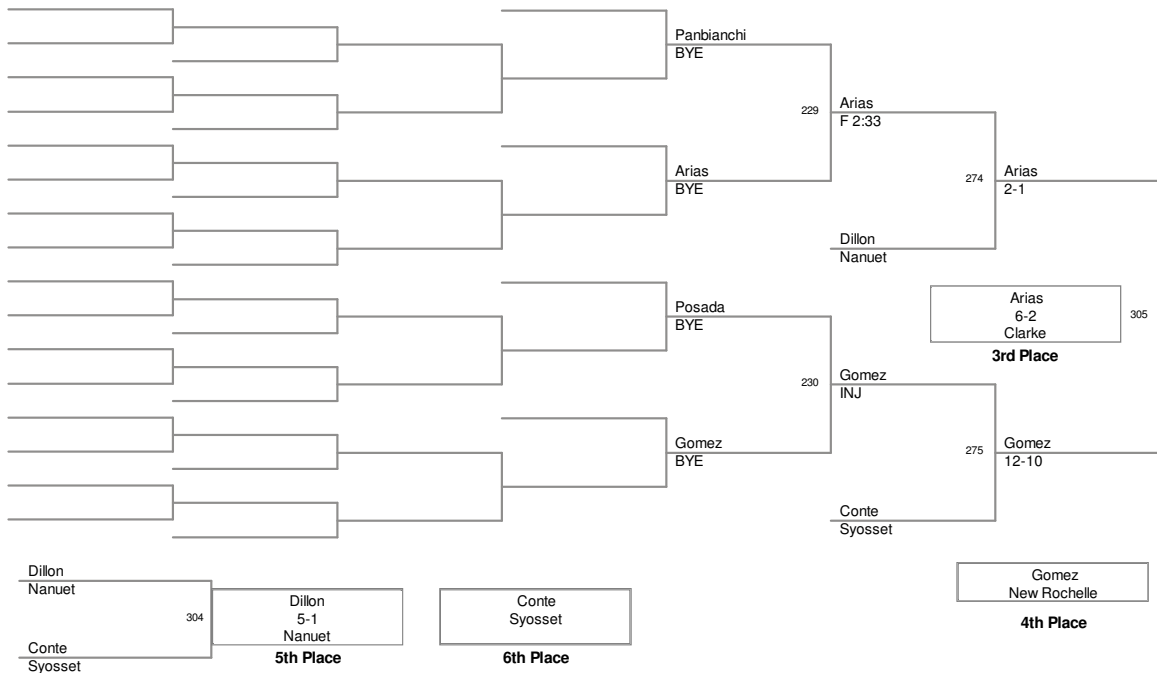 Panbianchi
BYE
229
Arias
F 2:33
Arias
BYE
274
Arias
2-1
Dillon
Nanuet
Arias
6-2
Clarke
305
3rd Place
Posada
BYE
230
Gomez
INJ
Gomez
BYE
275
Gomez
12-10
Conte
Syosset
Dillon
Nanuet
304
Dillon
5-1
Nanuet
5th Place
Conte
Syosset
Conte
Syosset
6th Place
Gomez
New Rochelle
4th Place